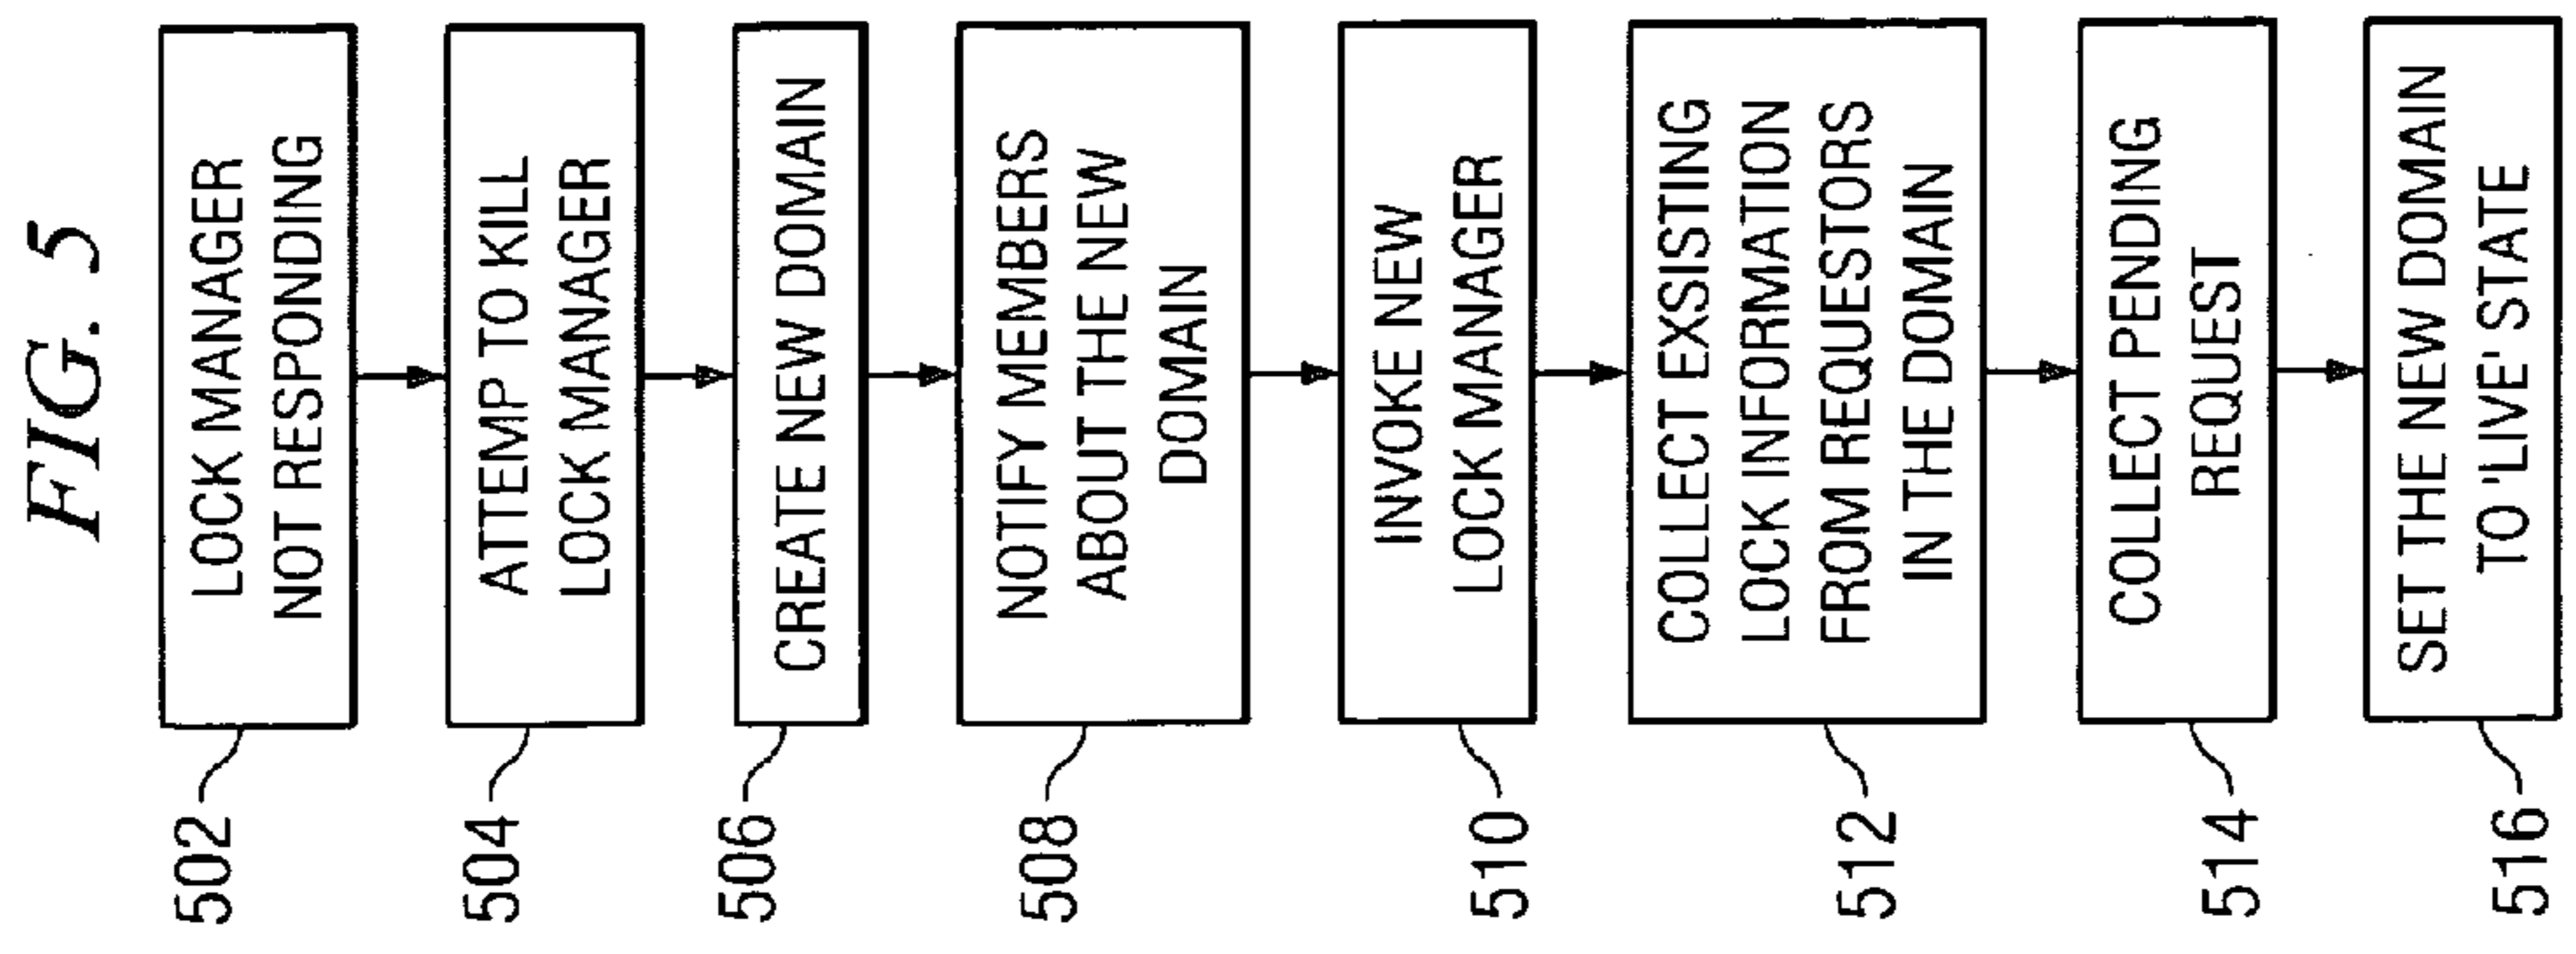 FIG. 5
LOCK MANAGER
NOT RESPONDING
502
ATTEMP TO KILL
LOCK MANAGER
504
CREATE NEW DOMAIN
506
NOTIFY MEMBERS
ABOUT THE NEW
DOMAIN
508
INVOKE NEW
LOCK MANAGER
510
COLLECT EXSISTING
LOCK INFORMATION
FROM REQUESTORS
IN THE DOMAIN
512
COLLECT PENDING
REQUEST
514
SET THE NEW DOMAIN
TO 'LIVE' STATE
516